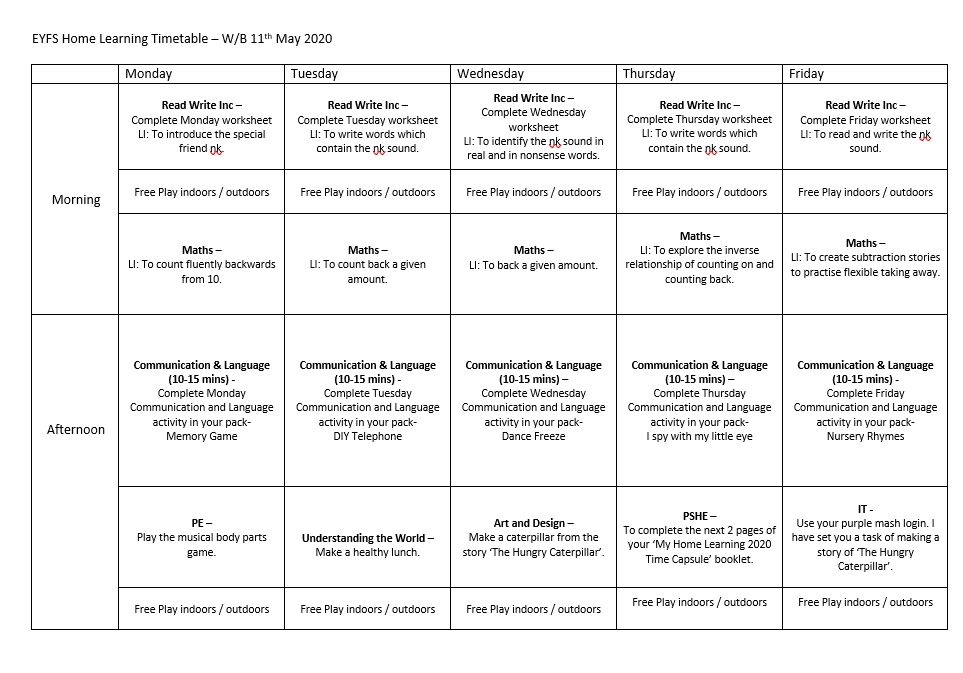 EYFS Home Learning Timetable – W/B 11th May 2020
Monday
Tuesday
Wednesday
Thursday
Friday
Morning
Read Write Inc –
Complete Monday worksheet
LI: To introduce the special
friend nk.
Read Write Inc –
Complete Tuesday worksheet
LI: To write words which
contain the nk sound.
Read Write Inc –
Complete Wednesday
worksheet
LI: To identify the nk sound in
real and in nonsense words.
Read Write Inc –
Complete Thursday worksheet
LI: To write words which
contain the nk sound.
Read Write Inc –
Complete Friday worksheet
LI: To read and write the nk
sound.
Free Play indoors / outdoors
Free Play indoors / outdoors
Free Play indoors / outdoors
Free Play indoors / outdoors
Free Play indoors / outdoors
Maths –
LI: To count fluently backwards
from 10.
Maths –
LI: To count back a given
amount.
Maths –
LI: To back a given amount.
Maths –
LI: To explore the inverse
relationship of counting on and
counting back.
Maths –
LI: To create subtraction stories
to practise flexible taking away.
Afternoon
Communication & Language
(10-15 mins) -
Complete Monday
Communication and Language
activity in your pack-
Memory Game
Communication & Language
(10-15 mins) -
Complete Tuesday
Communication and Language
activity in your pack-
DIY Telephone
Communication & Language
(10-15 mins) –
Complete Wednesday
Communication and Language
activity in your pack-
Dance Freeze
Communication & Language
(10-15 mins) –
Complete Thursday
Communication and Language
activity in your pack-
I spy with my little eye
Communication & Language
(10-15 mins) -
Complete Friday
Communication and Language
activity in your pack-
Nursery Rhymes
PE –
Play the musical body parts
game.
Understanding the World –
Make a healthy lunch.
Art and Design –
Make a caterpillar from the
story ‘The Hungry Caterpillar’.
PSHE –
To complete the next 2 pages of
your ‘My Home Learning 2020
Time Capsule’ booklet.
IT -
Use your purple mash login. I
have set you a task of making a
story of ‘The Hungry
Caterpillar’.
Free Play indoors / outdoors
Free Play indoors / outdoors
Free Play indoors / outdoors
Free Play indoors / outdoors
Free Play indoors / outdoors